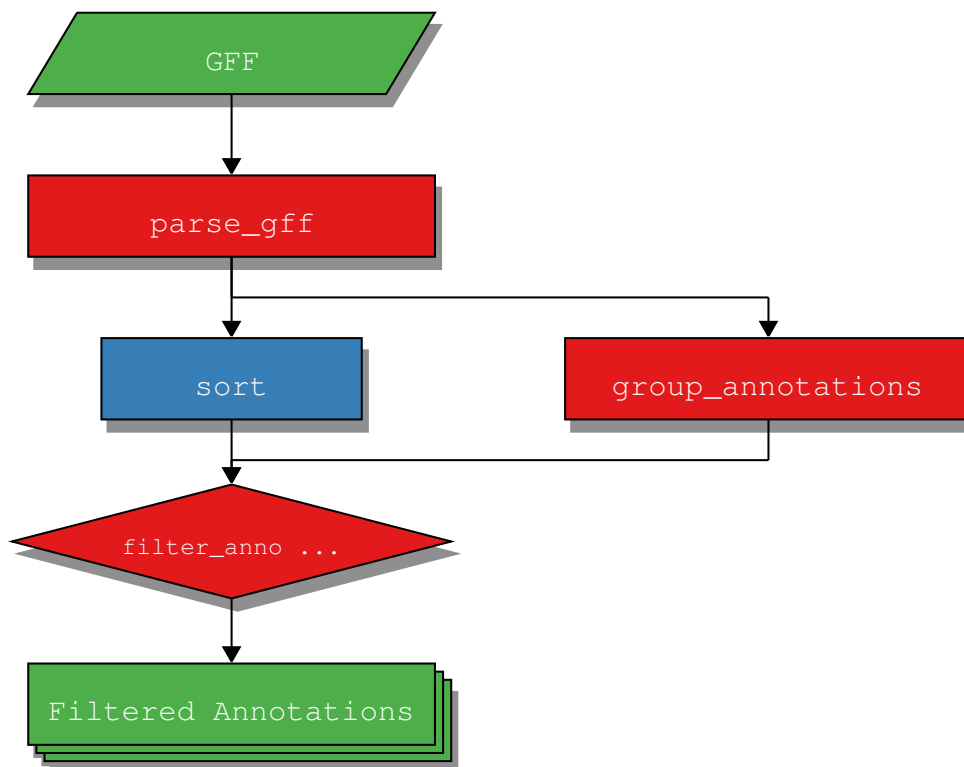 GFF
parse_gff
sort
group_annotations
filter_anno ...
Filtered Annotations